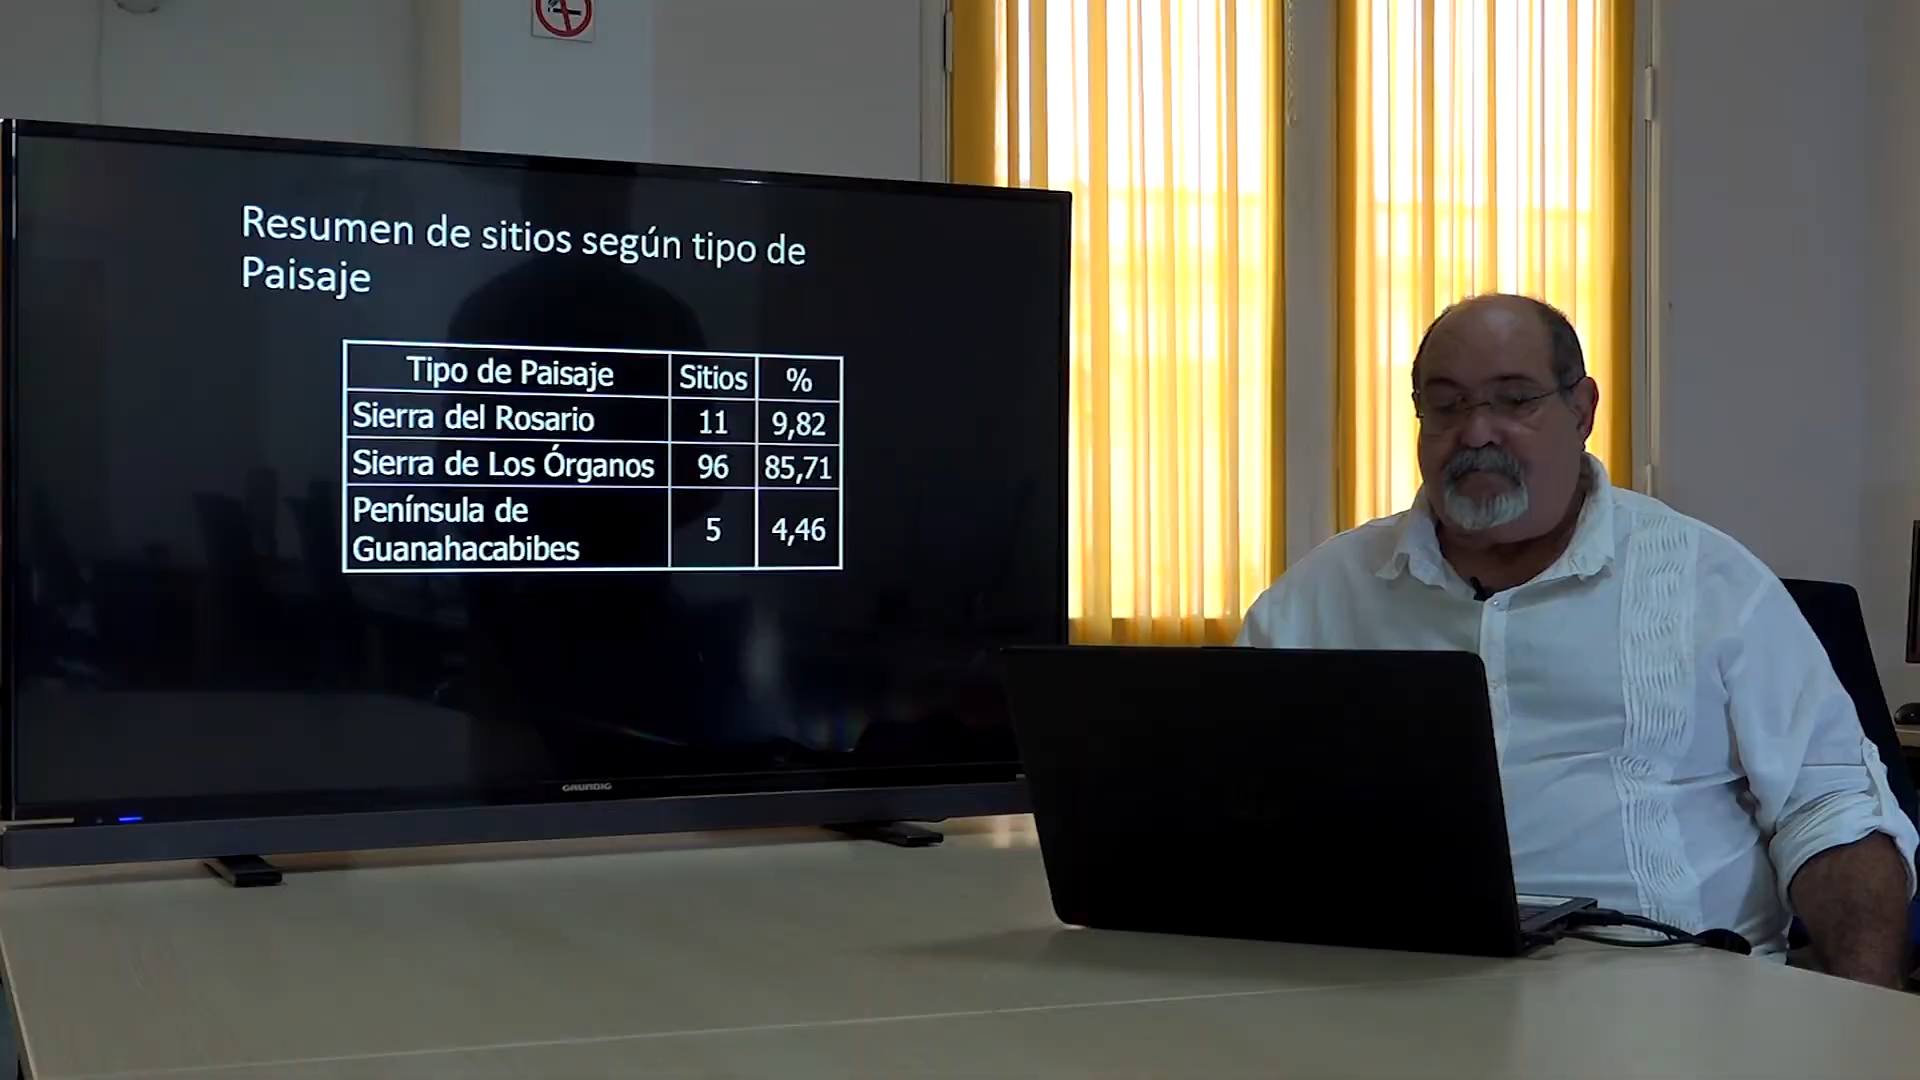 Resumen de sitios según tipo de
Paisaje
Tipo de Paisaje Sitios %
Sierra del Rosario 11 9,82
Sierra de Los Órganos 96 85,71
Península de
Guanahacabibes 5 4,46
GRUNDIG